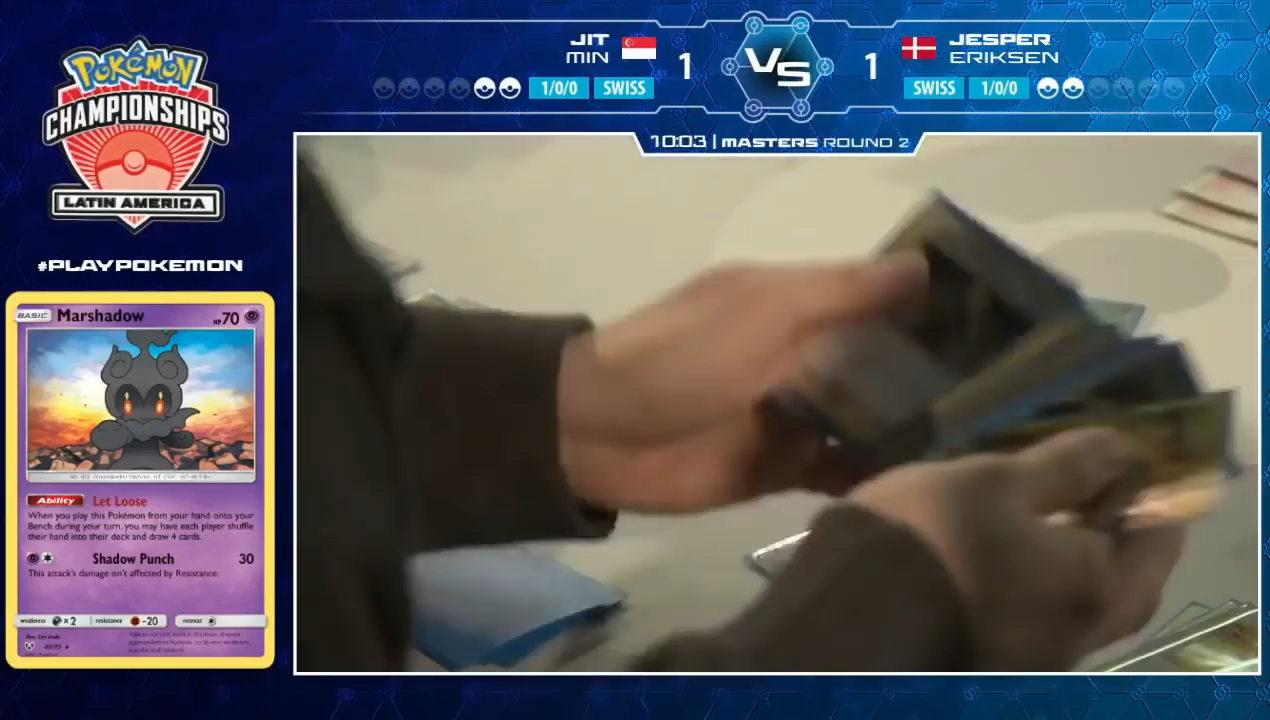 POKÉMON
CHAMPIONSHIPS
LATIN AMERICA
#PLAYPOKEMON
JIT
MIN
1
1/0/0
SWISS
VS
1
JESPER
ERIKSEN
SWISS
1/0/0
10:03 | MASTERS ROUND 2
BASIC Marshadow HP70
Ability Let Loose
When you play this Pokémon from your hand onto your
Bench during your turn, you may have each player shuffle
their hand into their deck and draw 4 cards.
Shadow Punch 30
This attack's damage isn't affected by Resistance.
weakness ×2 resistance -20 retreat